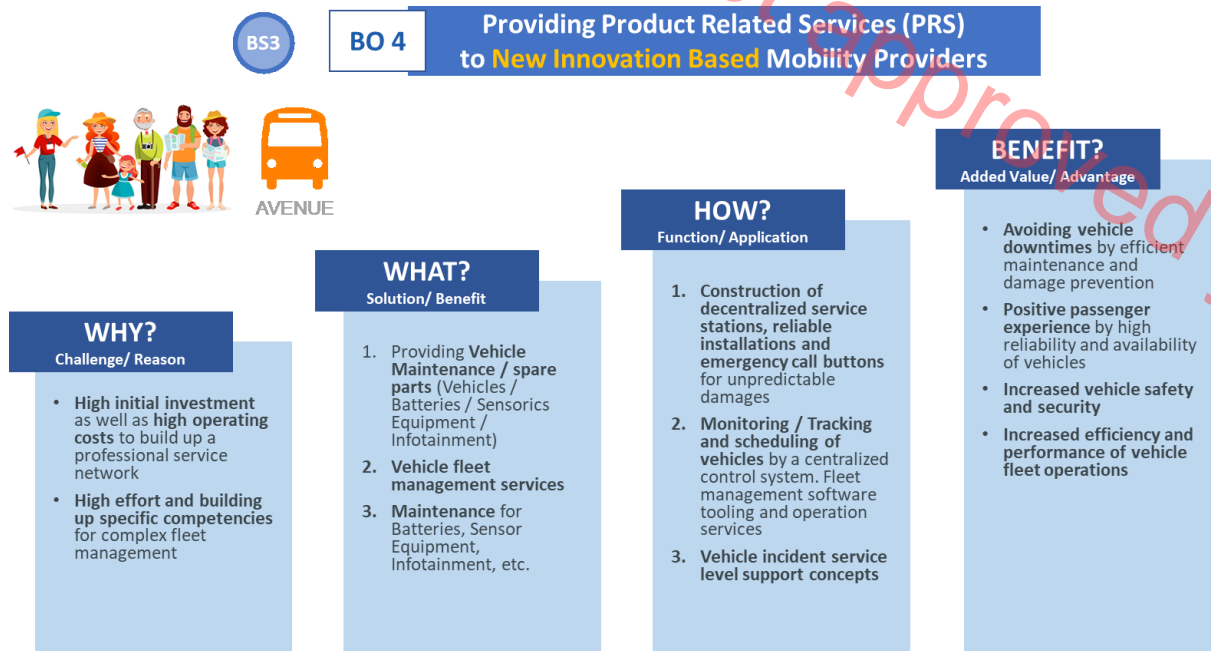 BS3
BO 4
Providing Product Related Services (PRS)
to New Innovation Based Mobility Providers
approved
AVENUE
WHY?
Challenge/ Reason
• High initial investment
as well as high operating
costs to build up a
professional service
network
• High effort and building
up specific competencies
for complex fleet
management
WHAT?
Solution/ Benefit
1. Providing Vehicle
Maintenance / spare
parts (Vehicles /
Batteries / Sensorics
Equipment /
Infotainment)
2. Vehicle fleet
management services
3. Maintenance for
Batteries, Sensor
Equipment,
Infotainment, etc.
HOW?
Function/ Application
1. Construction of
decentralized service
stations, reliable
installations and
emergency call buttons
for unpredictable
damages
2. Monitoring / Tracking
and scheduling of
vehicles by a centralized
control system. Fleet
management software
tooling and operation
services
3. Vehicle incident service
level support concepts
BENEFIT?
Added Value/ Advantage
• Avoiding vehicle
downtimes by efficient
maintenance and
damage prevention
• Positive passenger
experience by high
reliability and availability
of vehicles
• Increased vehicle safety
and security
• Increased efficiency and
performance of vehicle
fleet operations